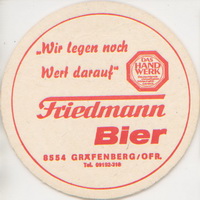 „Wir legen noch
Wert darauf"
DAS
HAND
WERK
Friedmann
Bier
8554 GRÄFENBERG/OFR.